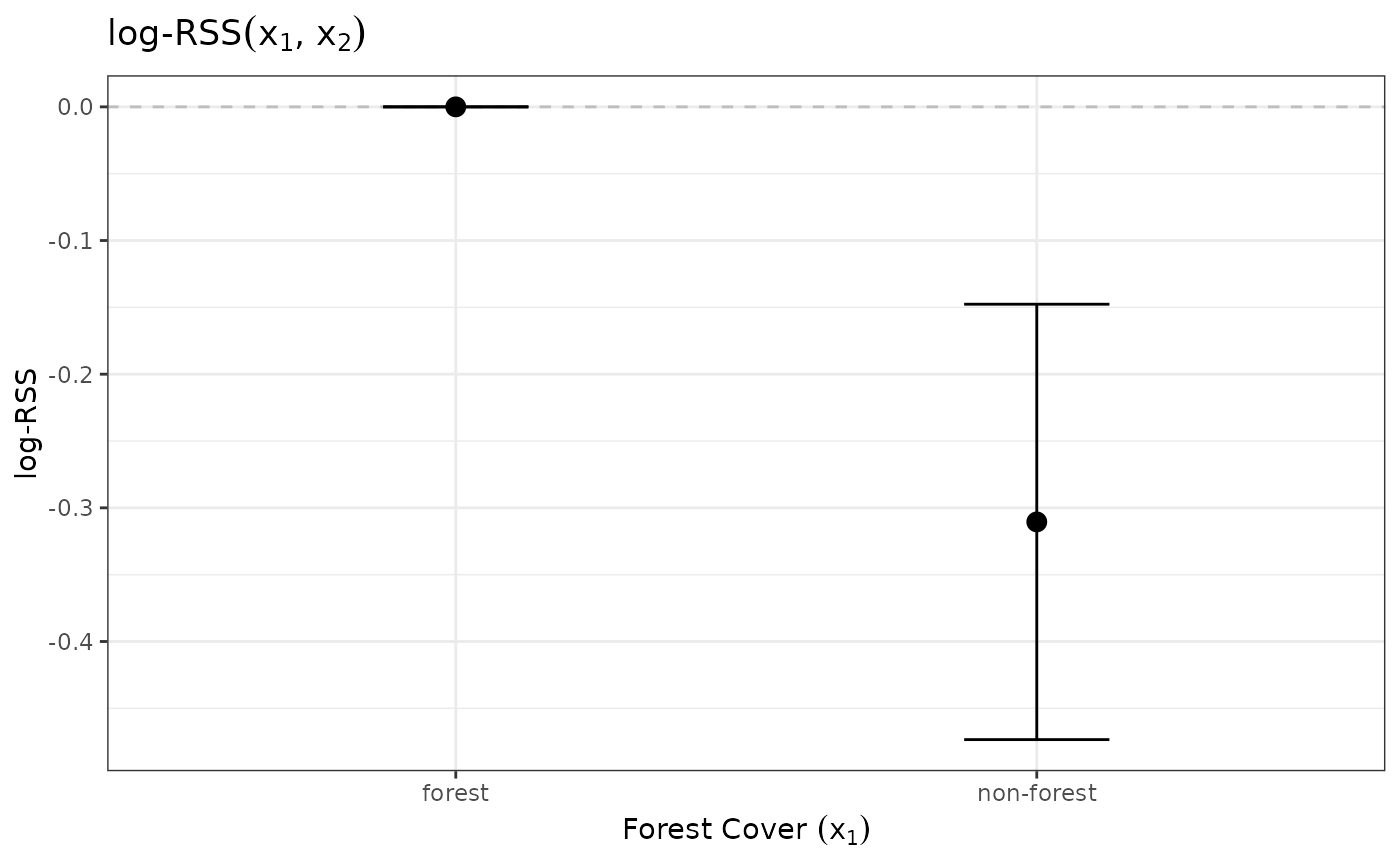 log-RSS(x₁, x₂)
0.0
-0.1
-0.2
-0.3
-0.4
log-RSS
forest
non-forest
Forest Cover (x₁)